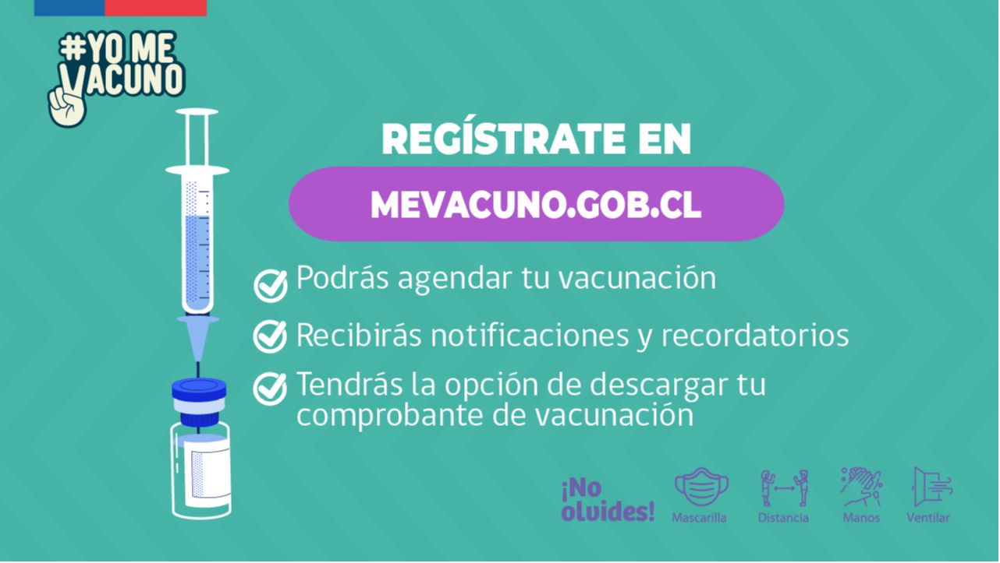 #YO ME
VACUNO
REGÍSTRATE EN
MEVACUNO.GOB.CL
Podrás agendar tu vacunación
Recibirás notificaciones y recordatorios
Tendrás la opción de descargar tu
comprobante de vacunación
¡No
olvides!
Mascarilla
Distancia
Manos
Ventilar